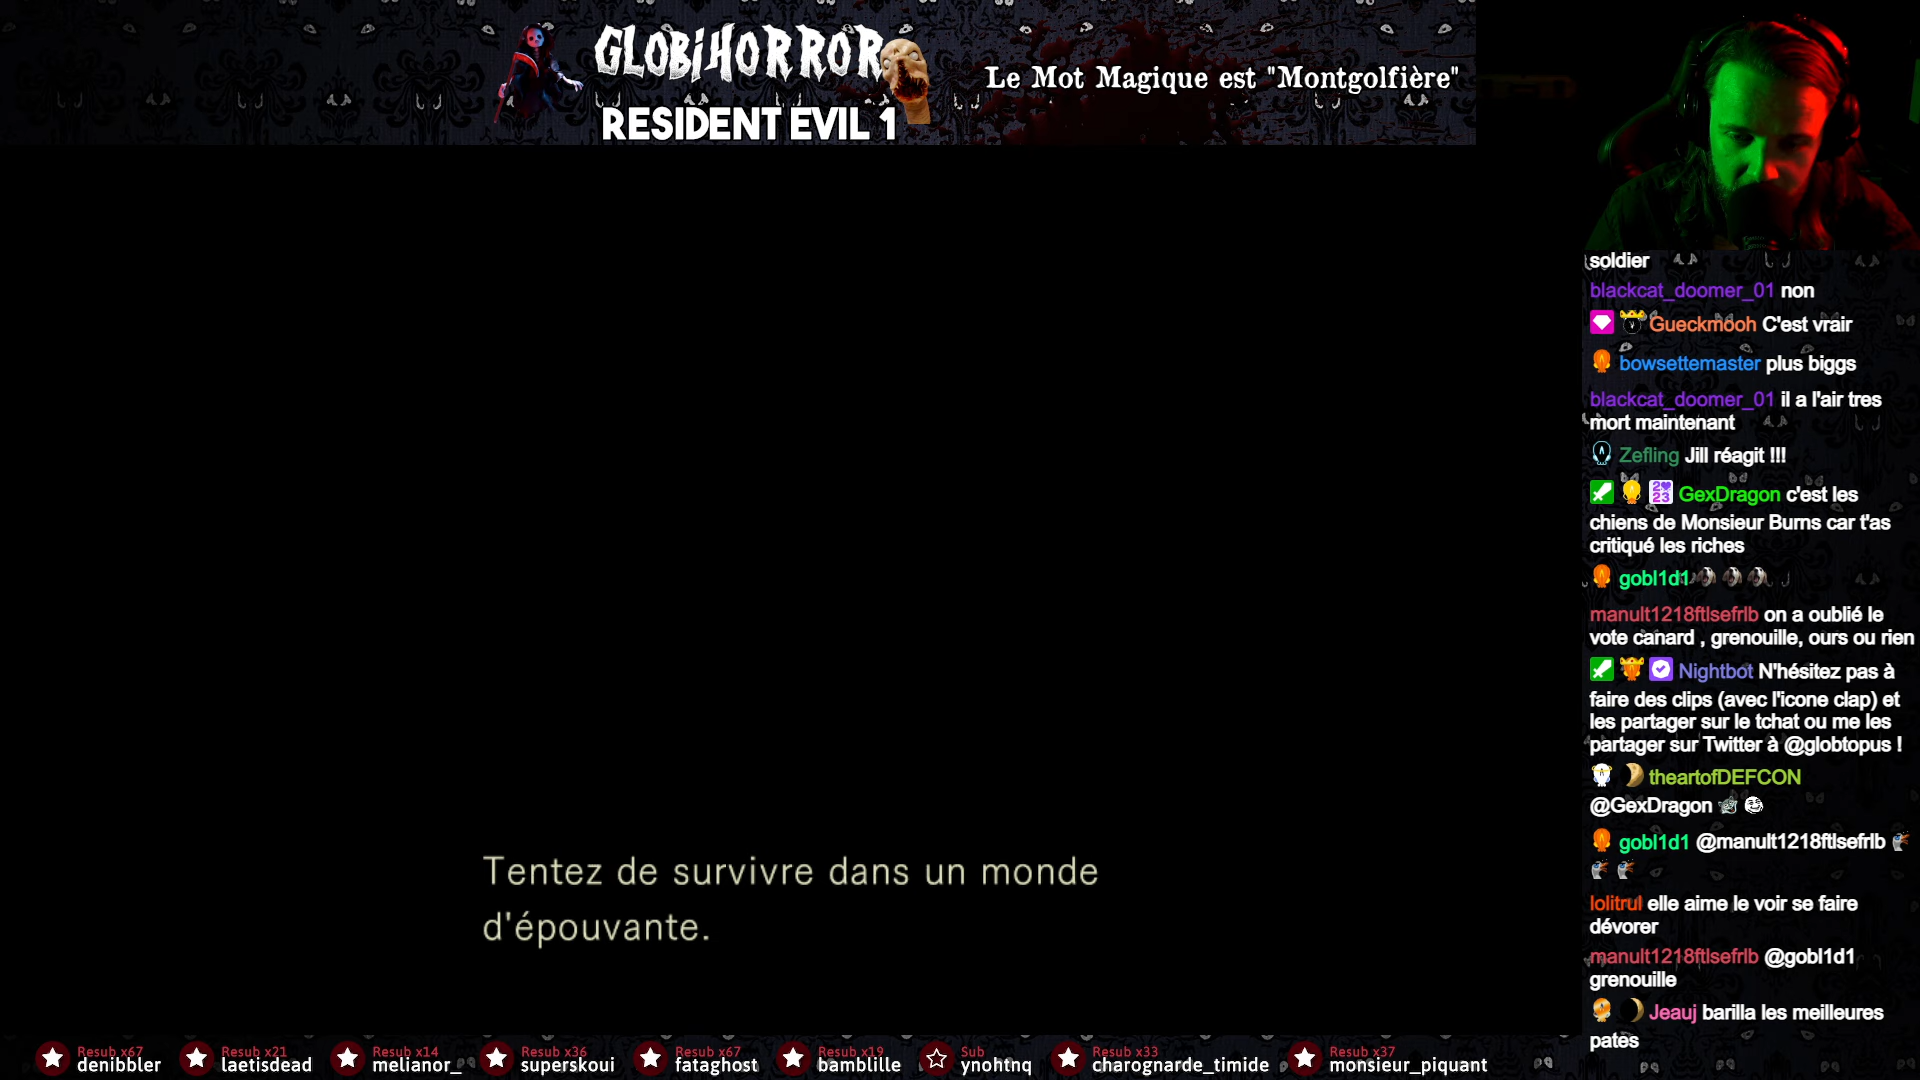 GLOBIHORROR
RESIDENT EVIL 1
Le Mot Magique est "Montgolfière"
soldier
blackcat_doomer_01 non
Gueckmooh C'est vrair
bowsettemaster plus biggs
blackcat_doomer_01 il a l'air tres
mort maintenant
Zefling Jill réagit !!!
GexDragon c'est les
chiens de Monsieur Burns car t'as
critiqué les riches
gobl1d1
manult1218ftlsefrlb on a oublié le
vote canard , grenouille, ours ou rien
Nightbot N'hésitez pas à
faire des clips (avec l'icone clap) et
les partager sur le tchat ou me les
partager sur Twitter à @globtopus !
theartofDEFCON
@GexDragon
gobl1d1 @manult1218ftlsefrlb
lolitrul elle aime le voir se faire
dévorer
manult1218ftlsefrlb @gobl1d1
grenouille
Jeauj barilla les meilleures
pates
Tentez de survivre dans un monde
d'épouvante.
Resub x67
denibbler
Resub x21
laetisdead
Resub x14
melianor_
Resub x36
superskoui
Resub x67
fataghost
Resub x19
bamblille
Sub
ynohtnq
Resub x33
charognarde_timide
Resub x37
monsieur_piquant